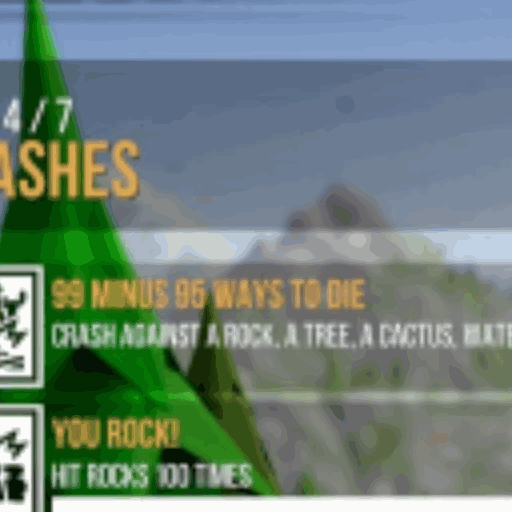 4/7
ASHES
99 MINUS 95 WAYS TO DIE
CRASH AGAINST A ROCK, A TREE, A CACTUS, WATE
YOU ROCK!
HIT ROCKS 100 TIMES